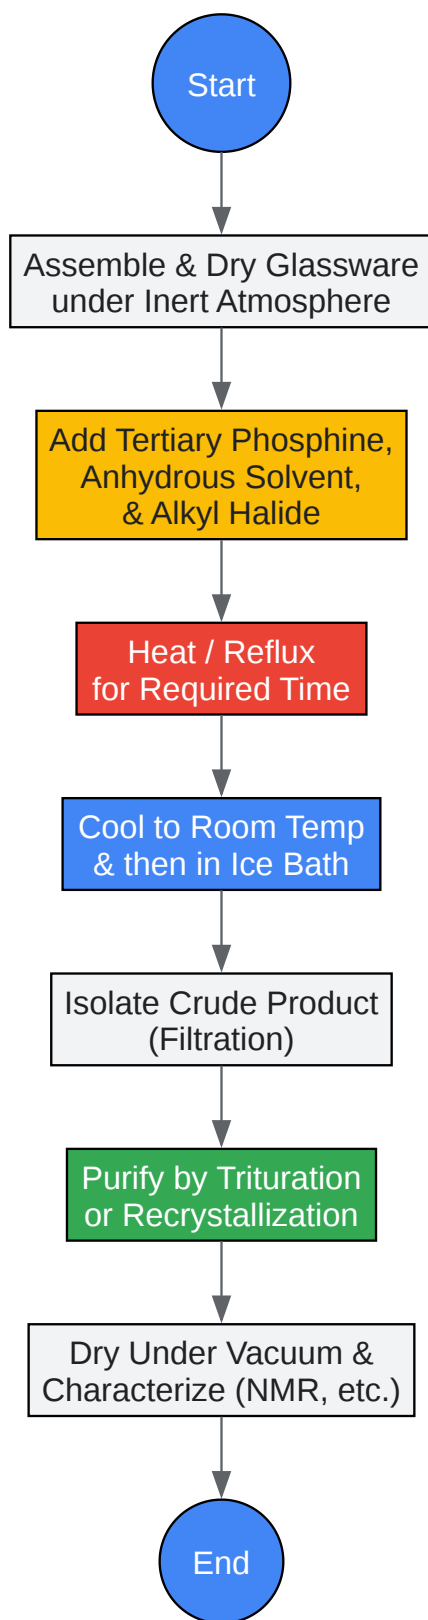 Start
Assemble & Dry Glassware
under Inert Atmosphere
Add Tertiary Phosphine,
Anhydrous Solvent,
& Alkyl Halide
Heat / Reflux
for Required Time
Cool to Room Temp
& then in Ice Bath
Isolate Crude Product
(Filtration)
Purify by Trituration
or Recrystallization
Dry Under Vacuum &
Characterize (NMR, etc.)
End